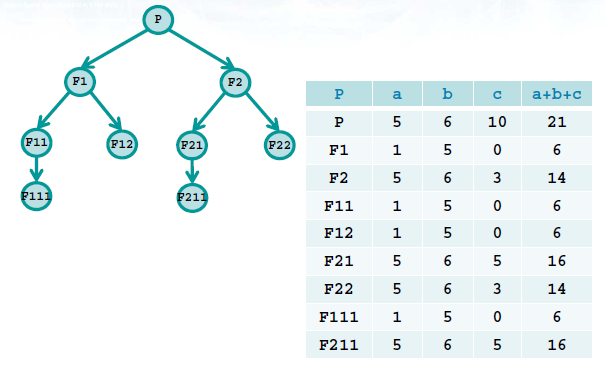 P
F1 F2
F11 F12 F21 F22
F111 F211
P a b c a+b+c
P 5 6 10 21
F1 1 5 0 6
F2 5 6 3 14
F11 1 5 0 6
F12 1 5 0 6
F21 5 6 5 16
F22 5 6 3 14
F111 1 5 0 6
F211 5 6 5 16